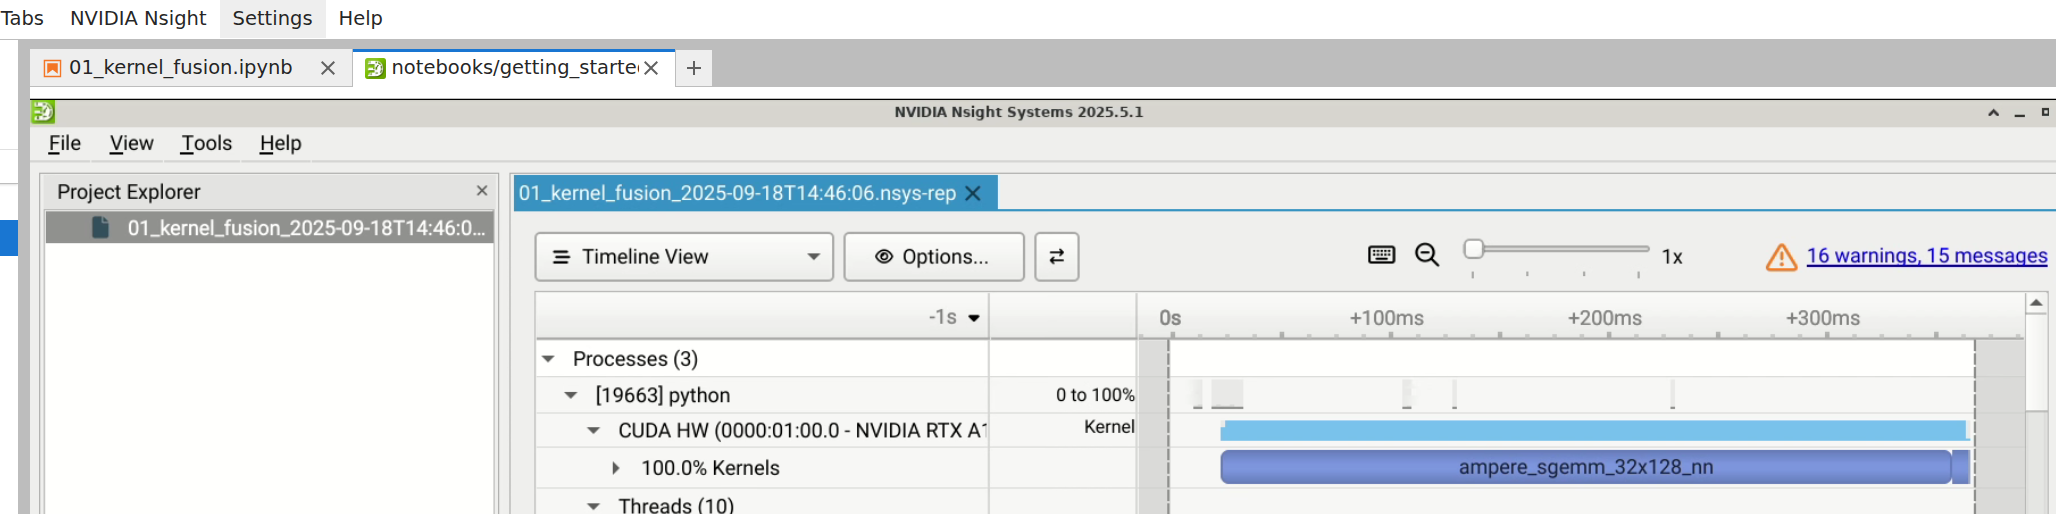 Tabs NVIDIA Nsight Settings Help
01_kernel_fusion.ipynb notebooks/getting_starte
NVIDIA Nsight Systems 2025.5.1
File View Tools Help
Project Explorer
01_kernel_fusion_2025-09-18T14:46:0...
01_kernel_fusion_2025-09-18T14:46:06.nsys-rep
Timeline View Options... 1x 16 warnings, 15 messages
-1s 0s +100ms +200ms +300ms
Processes (3)
[19663] python 0 to 100%
CUDA HW (0000:01:00.0 - NVIDIA RTX A1 Kernel
100.0% Kernels ampere_sgemm_32x128_nn
Threads (10)